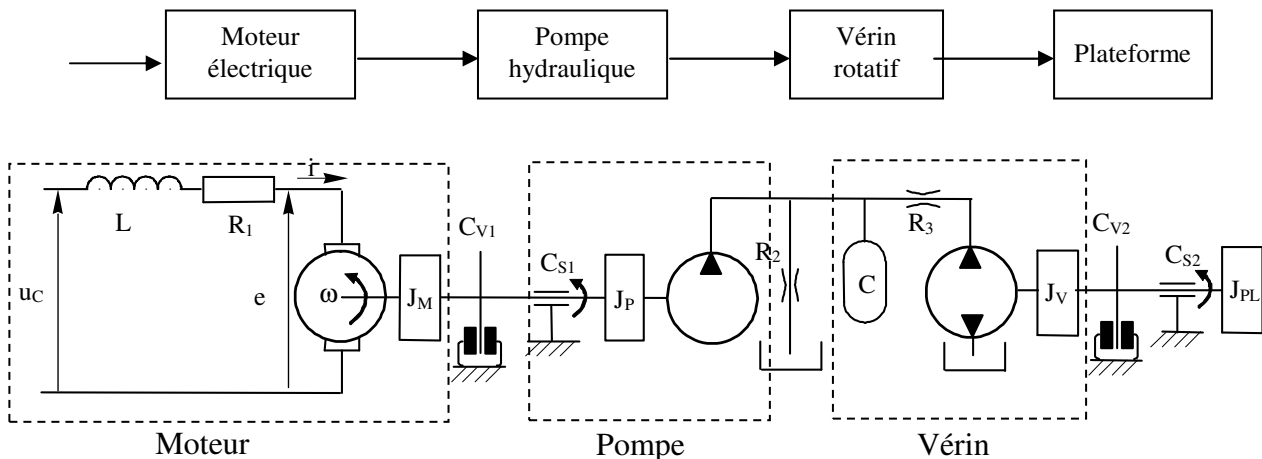 Moteur
électrique
Pompe
hydraulique
Vérin
rotatif
Plateforme
i
L
R1
uC
e
ω
JM
CV1
CS1
JP
R2
C
R3
JV
CV2
CS2
JPL
Moteur
Pompe
Vérin